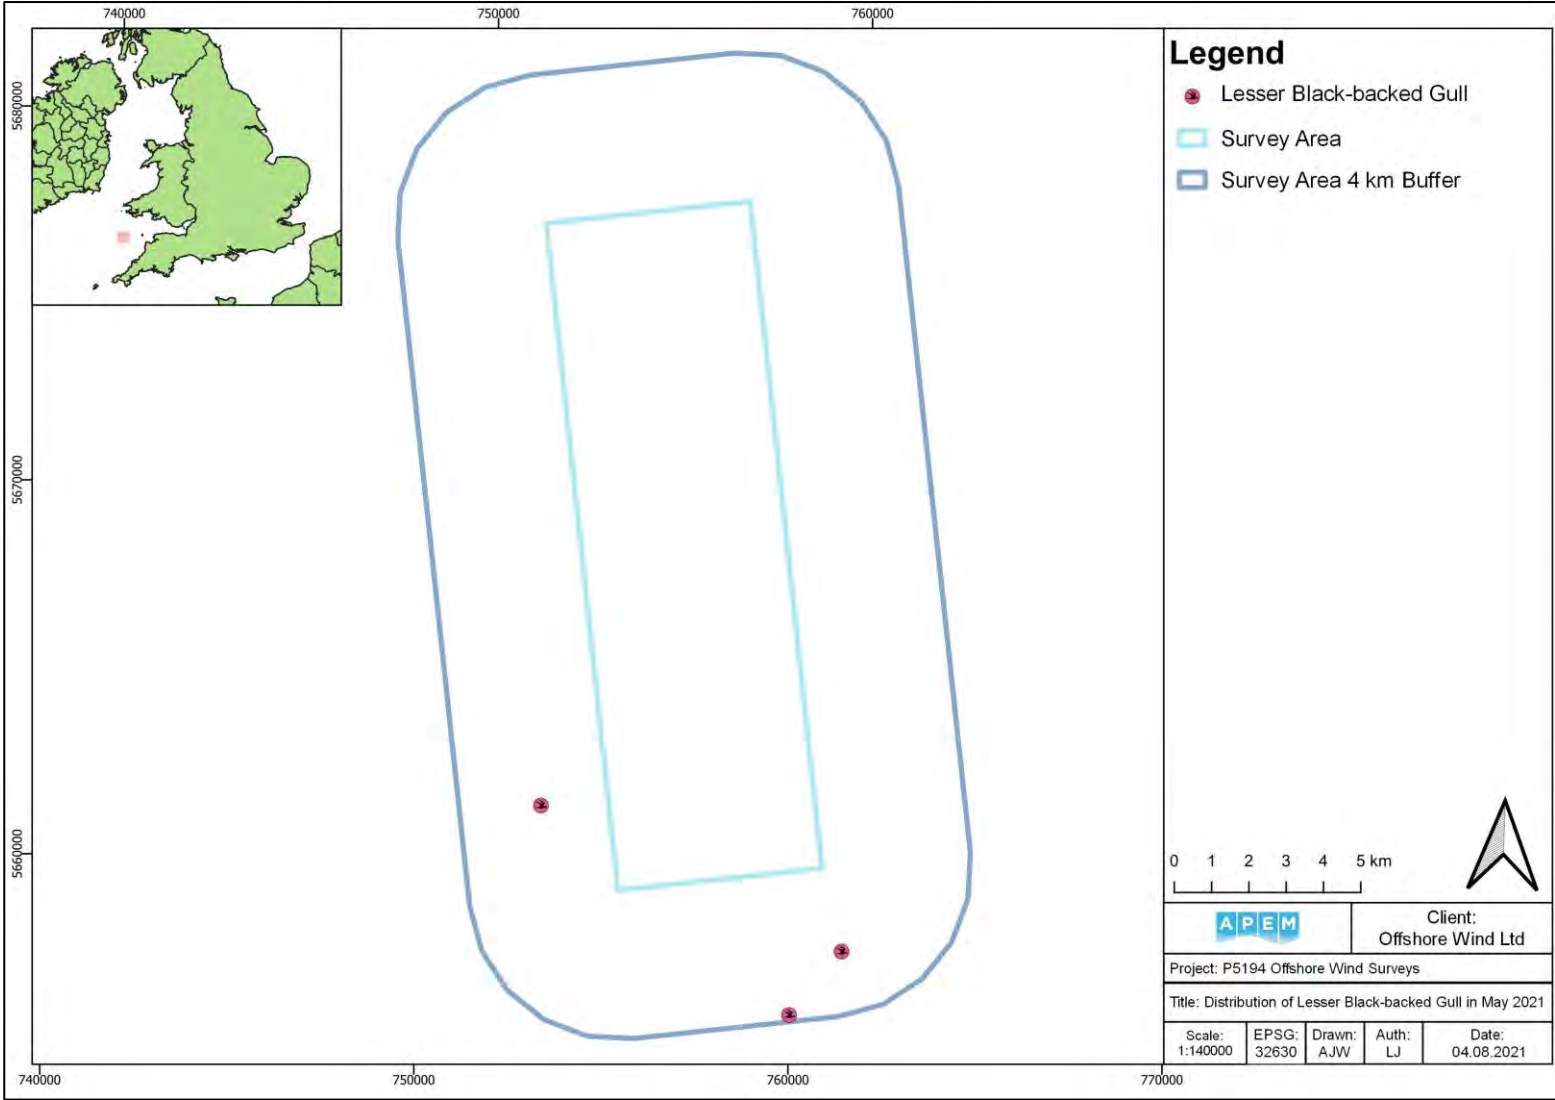 740000
750000
760000
5680000
5670000
5660000
Legend
Lesser Black-backed Gull
Survey Area
Survey Area 4 km Buffer
0 1 2 3 4 5 km
APEM
Client:
Offshore Wind Ltd
Project: P5194 Offshore Wind Surveys
Title: Distribution of Lesser Black-backed Gull in May 2021
Scale:
1:140000
EPSG:
32630
Drawn:
AJW
Auth:
LJ
Date:
04.08.2021
740000
750000
760000
770000